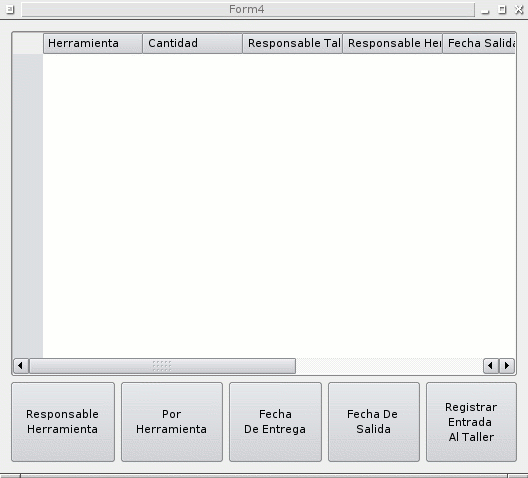 Form4
Herramienta Cantidad Responsable Tal Responsable Her Fecha Salida
Responsable
Herramienta
Por
Herramienta
Fecha
De Entrega
Fecha De
Salida
Registrar
Entrada
Al Taller